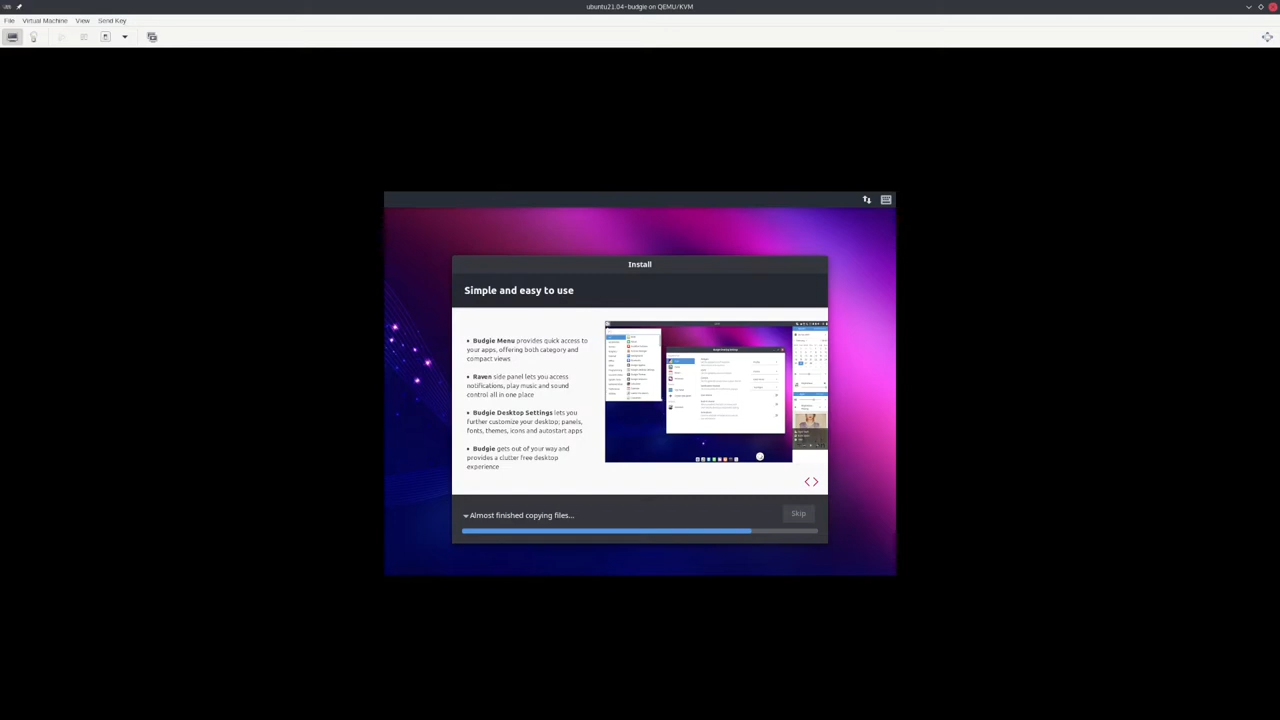 ubuntu21.04-budgie on QEMU/KVM
File Virtual Machine View Send Key
Install
Simple and easy to use
• Budgie Menu provides quick access to
your apps, offering both category and
compact views
• Raven side panel lets you access
notifications, play music and sound
control all in one place
• Budgie Desktop Settings lets you
further customize your desktop; panels,
fonts, themes, icons and autostart apps
• Budgie gets out of your way and
provides a clutter free desktop
experience
Almost finished copying files...
Skip